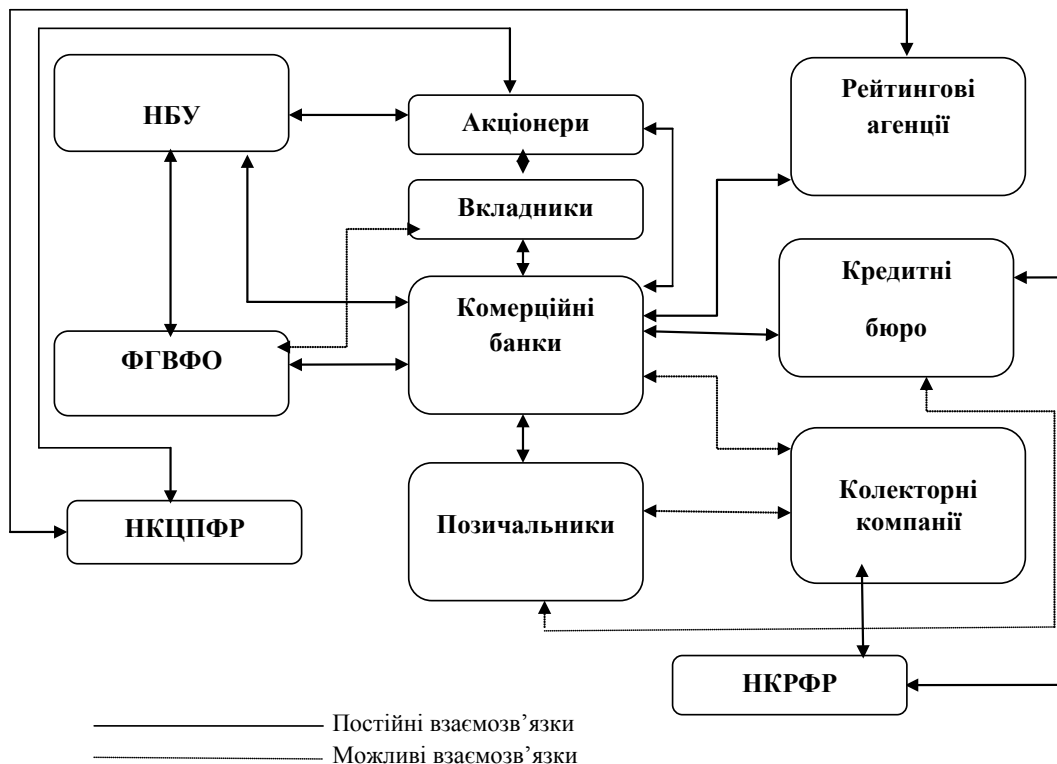 НБУ
Акціонери
Рейтингові
агенції
Вкладники
Комерційні
банки
Кредитні
бюро
ФГВФО
НКЦПФР
Позичальники
Колекторні
компанії
НКРФР
Постійні взаємозв’язки
Можливі взаємозв’язки